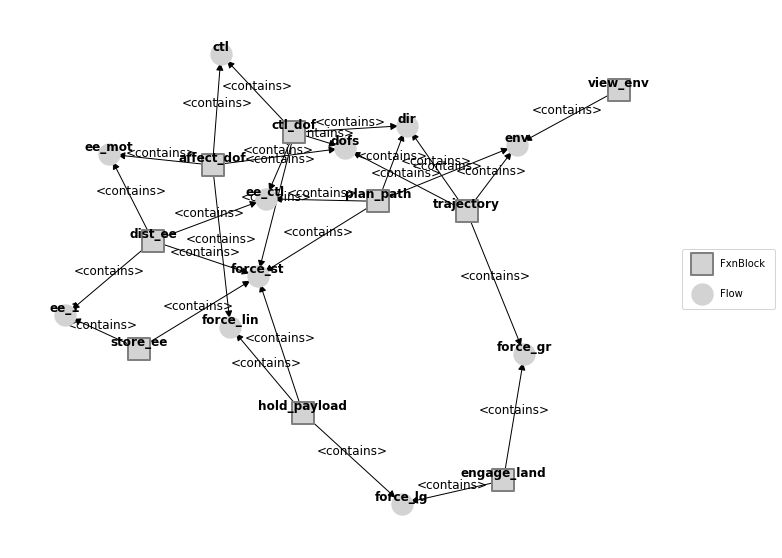 ctl
view_env
<contains>
<contains>
<contains>
<contains>
dir
ctl_dof
<contains>
<contains>
env
dofs
ee_mot
<contains>
affect_dof
<contains>
<contains>
<contains>
<contains>
<contains>
<contains>
<contains>
ee_ctl
<contains>
plan_path
<contains>
<contains>
trajectory
<contains>
dist_ee
<contains>
<contains>
<contains>
force_st
<contains>
<contains>
FxnBlock
Flow
ee_1
<contains>
force_lin
<contains>
store_ee
<contains>
force_gr
<contains>
hold_payload
<contains>
<contains>
engage_land
<contains>
force_lg